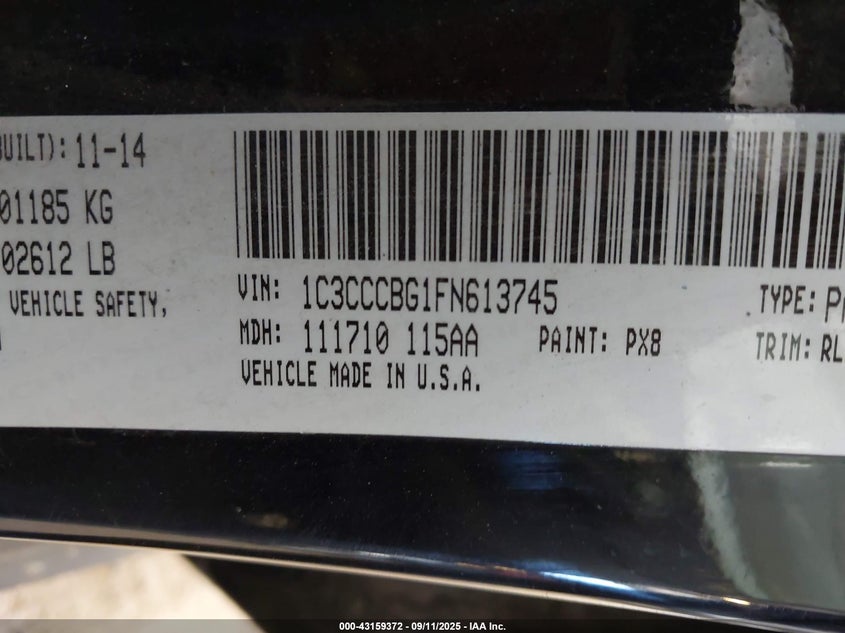 BUILT): 11-14
01185 KG
02612 LB
VEHICLE SAFETY,
VIN: 1C3CCCBG1FN613745
TYPE:
MDH: 111710 115AA PAINT: PX8 TRIM: RL
VEHICLE MADE IN U.S.A.
000-43159372 - 09/11/2025 - IAA Inc.